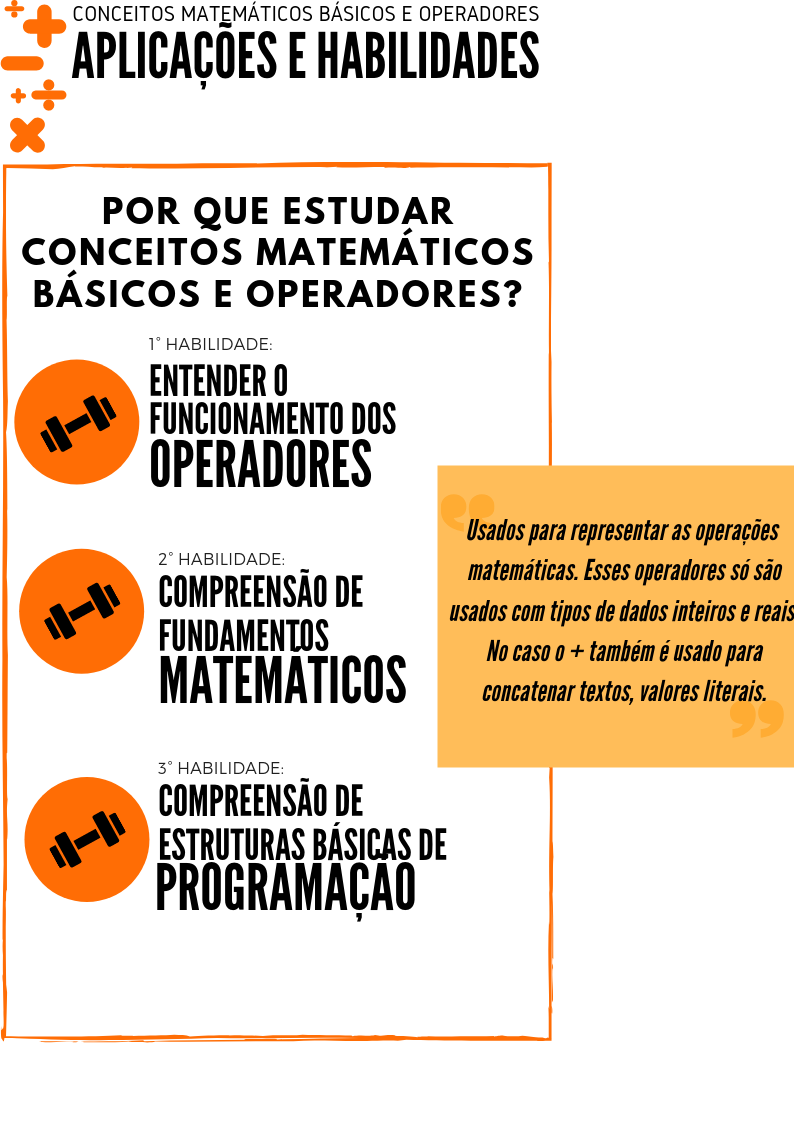 CONCEITOS MATEMÁTICOS BÁSICOS E OPERADORES
APLICAÇÕES E HABILIDADES
POR QUE ESTUDAR
CONCEITOS MATEMÁTICOS
BÁSICOS E OPERADORES?
1° HABILIDADE:
ENTENDER O
FUNCIONAMENTO DOS
OPERADORES
2° HABILIDADE:
COMPREENSÃO DE
FUNDAMENTOS
MATEMÁTICOS
3° HABILIDADE:
COMPREENSÃO DE
ESTRUTURAS BÁSICAS DE
PROGRAMAÇÃO
Usados para representar as operações
matemáticas. Esses operadores só são
usados com tipos de dados inteiros e reais
No caso o + também é usado para
concatenar textos, valores literais.